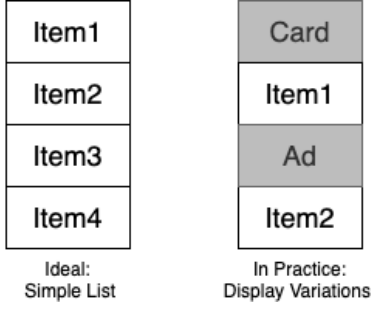 Item1
Item2
Item3
Item4
Ideal:
Simple List
Card
Item1
Ad
Item2
In Practice:
Display Variations